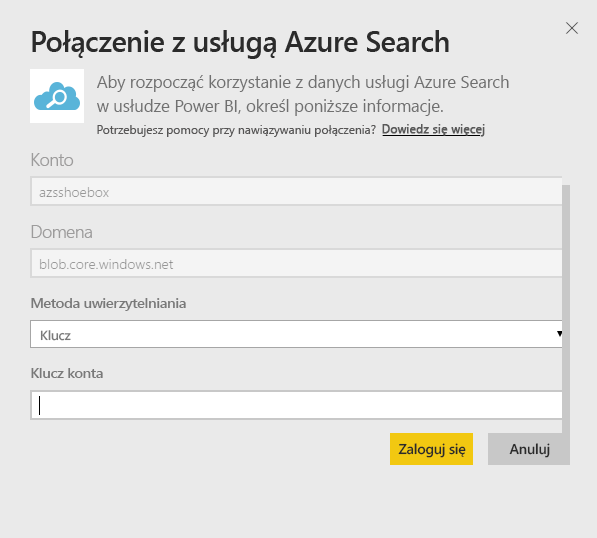 Połączenie z usługą Azure Search
Aby rozpocząć korzystanie z danych usługi Azure Search
w usłudze Power BI, określ poniższe informacje.
Potrzebujesz pomocy przy nawiązywaniu połączenia? Dowiedz się więcej
Konto
azsshoebox
Domena
blob.core.windows.net
Metoda uwierzytelniania
Klucz
Klucz konta
Zaloguj się
Anuluj